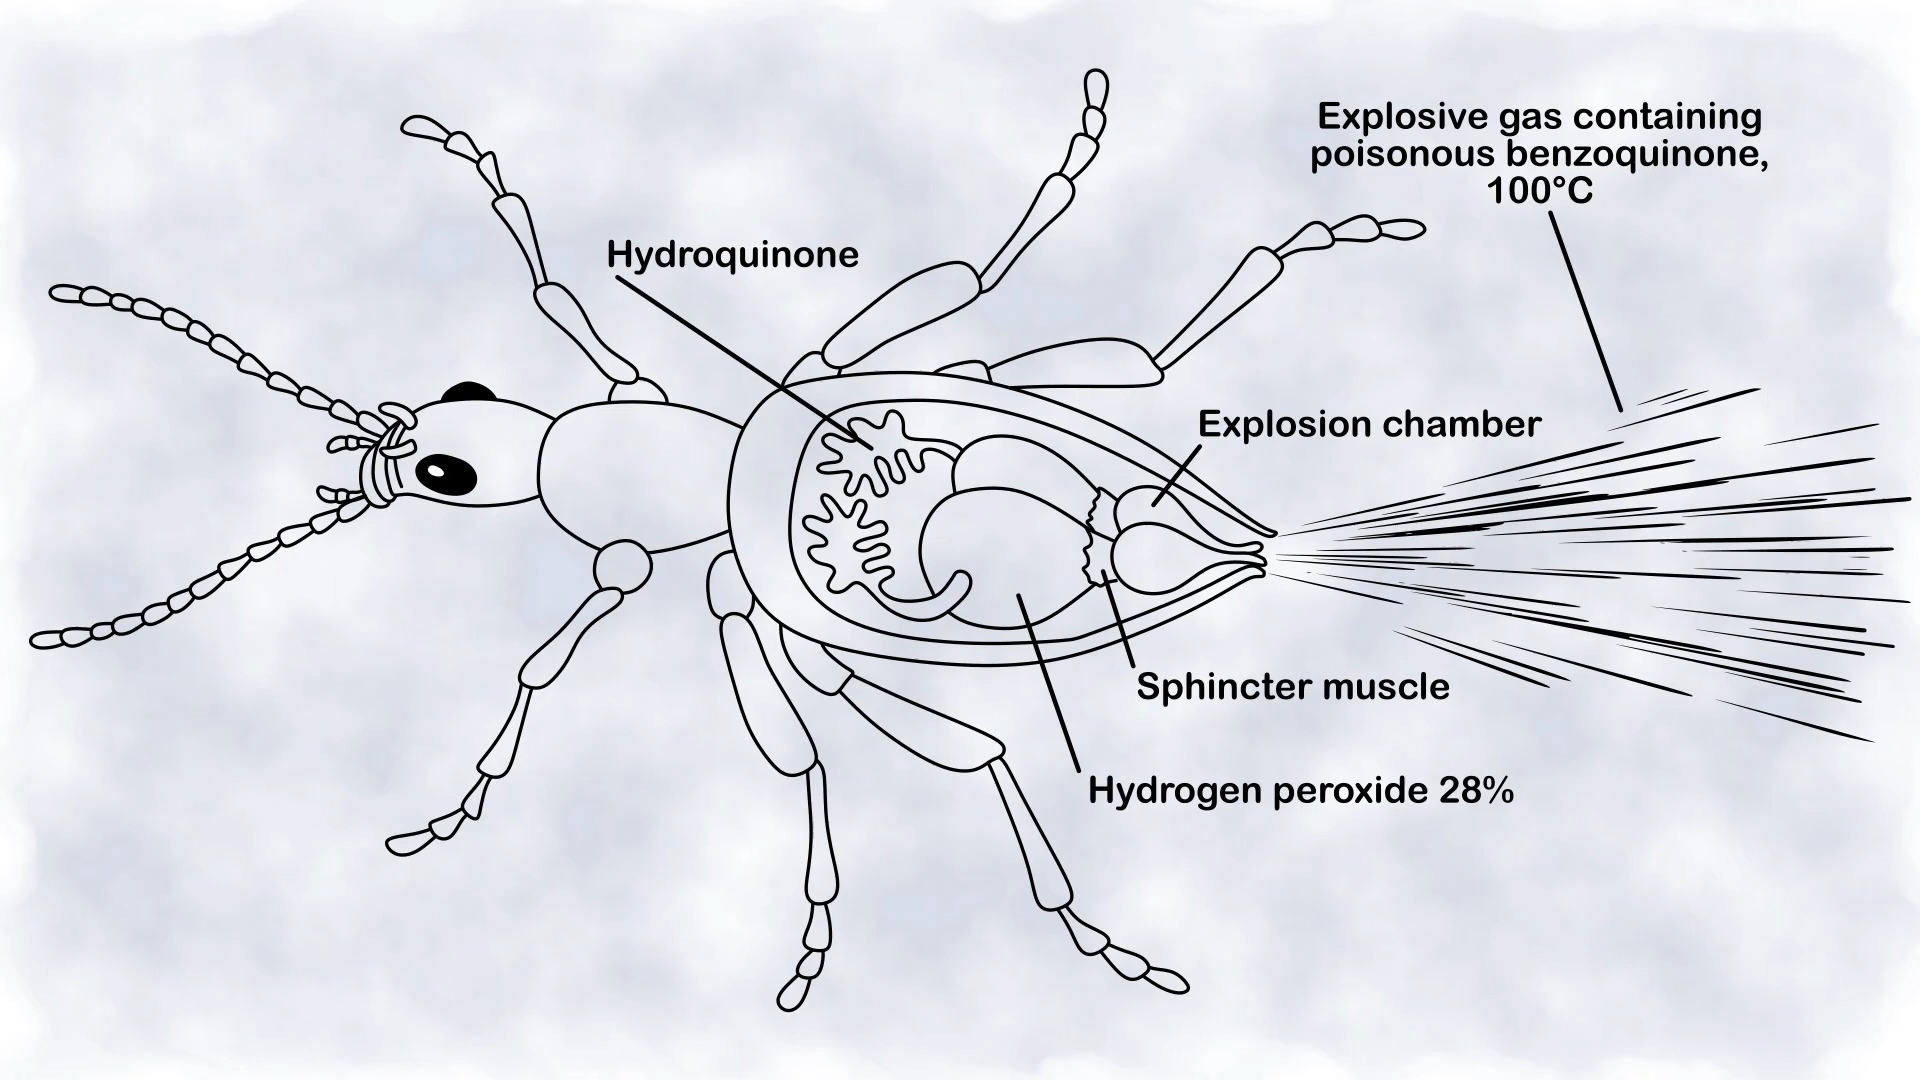 Explosive gas containing
poisonous benzoquinone,
100°C
Hydroquinone
Explosion chamber
Sphincter muscle
Hydrogen peroxide 28%